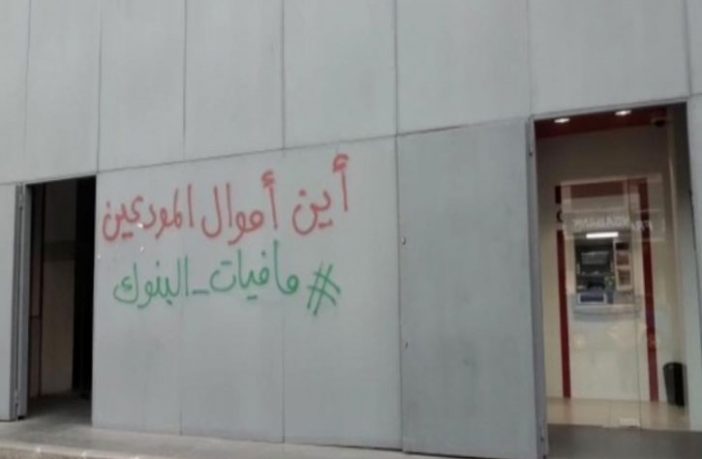 أين أموال المودعين
#مافيات_البنوك